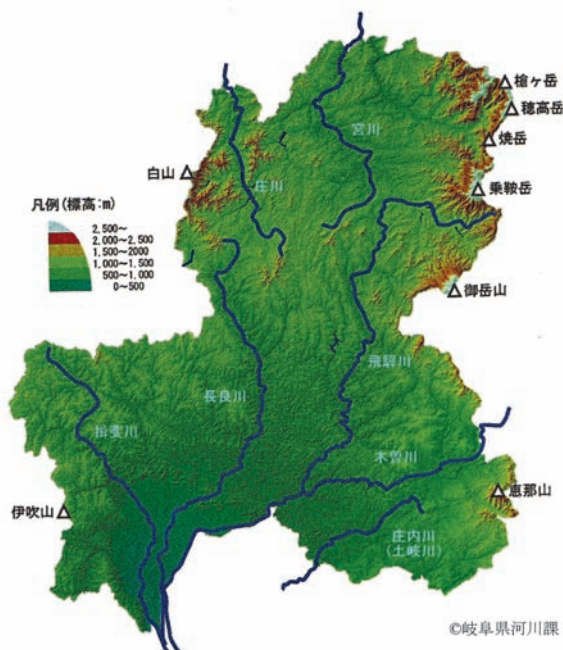 槍ヶ岳
穂高岳
宮川
焼岳
白山
庄川
乗鞍岳
凡例(標高:m)
2,500~
2,000~2,500
1,500~2000
1,000~1,500
500~1,000
0~500
御岳山
飛騨川
長良川
揖斐川
木曽川
恵那山
伊吹山
庄内川
(土岐川)
©岐阜県河川課